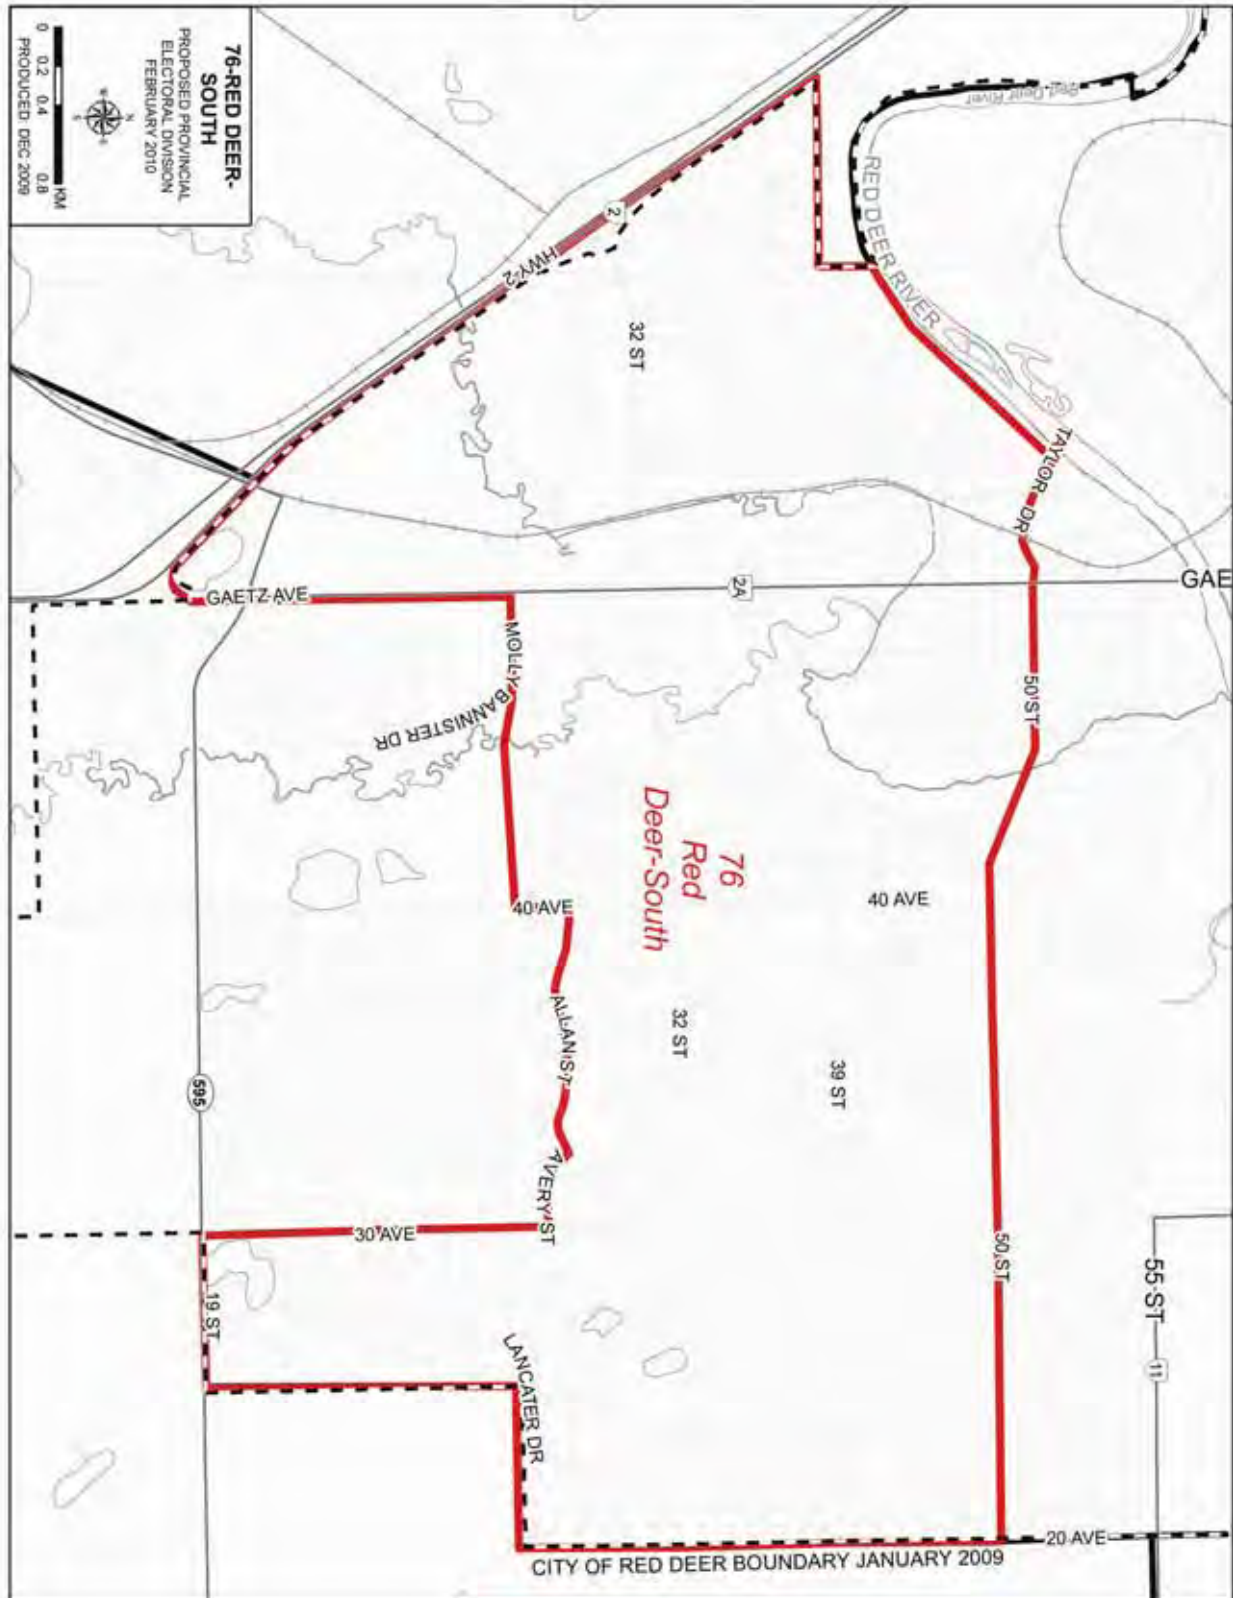 76-RED DEER-
SOUTH
PROPOSED PROVINCIAL
ELECTORAL DIVISION
FEBRUARY 2010
N
S
W
0 0.2 0.4 0.8
KM
PRODUCED DEC 2009
Red Deer River
RED DEER RIVER
2
HWY 2
32 ST
TAYLOR DR
GAE
GAETZ AVE
2A
MOLLY BANNISTER DR
50 ST
76
Red
Deer-South
40 AVE
40 AVE
ALLAN ST
32 ST
39 ST
595
AVERY ST
30 AVE
50 ST
55 ST
19 ST
LANCATER DR
11
20 AVE
CITY OF RED DEER BOUNDARY JANUARY 2009